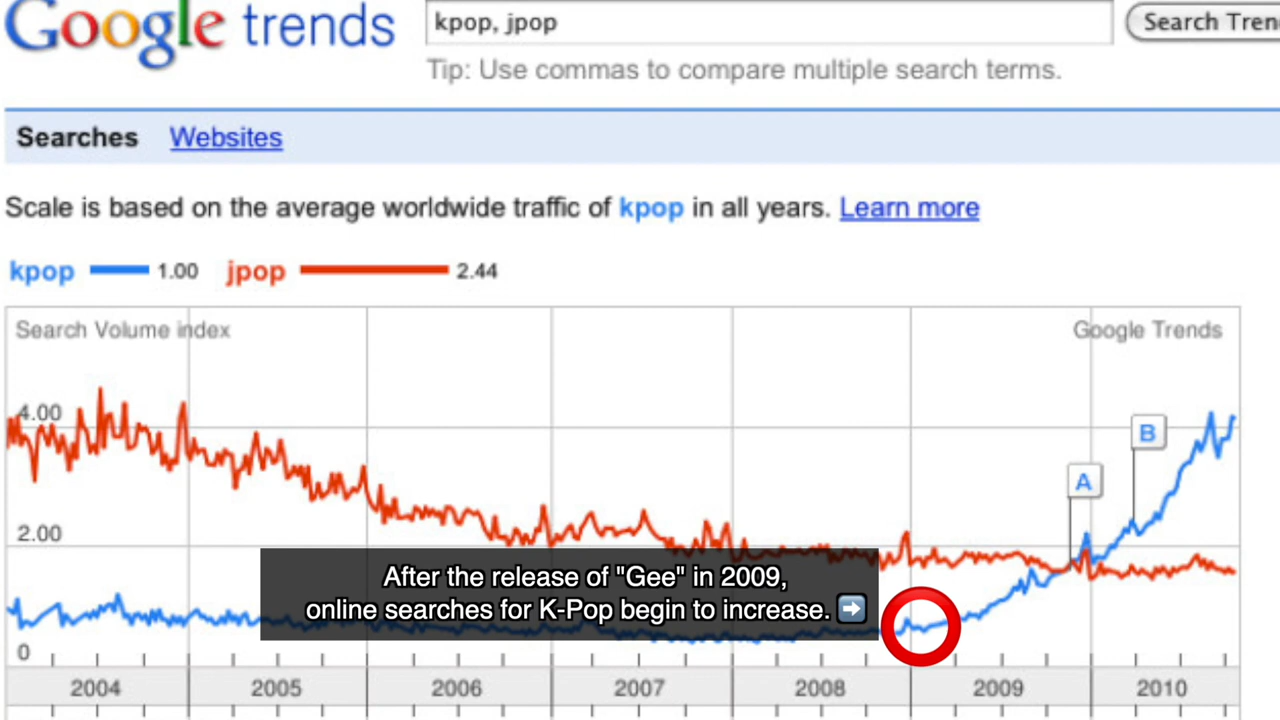 Google trends
kpop, jpop
Search Tren
Tip: Use commas to compare multiple search terms.
Searches Websites
Scale is based on the average worldwide traffic of kpop in all years. Learn more
kpop 1.00 jpop 2.44
Search Volume index
Google Trends
4.00
B
A
2.00
After the release of "Gee" in 2009,
online searches for K-Pop begin to increase. ➡️
0
2004 2005 2006 2007 2008 2009 2010